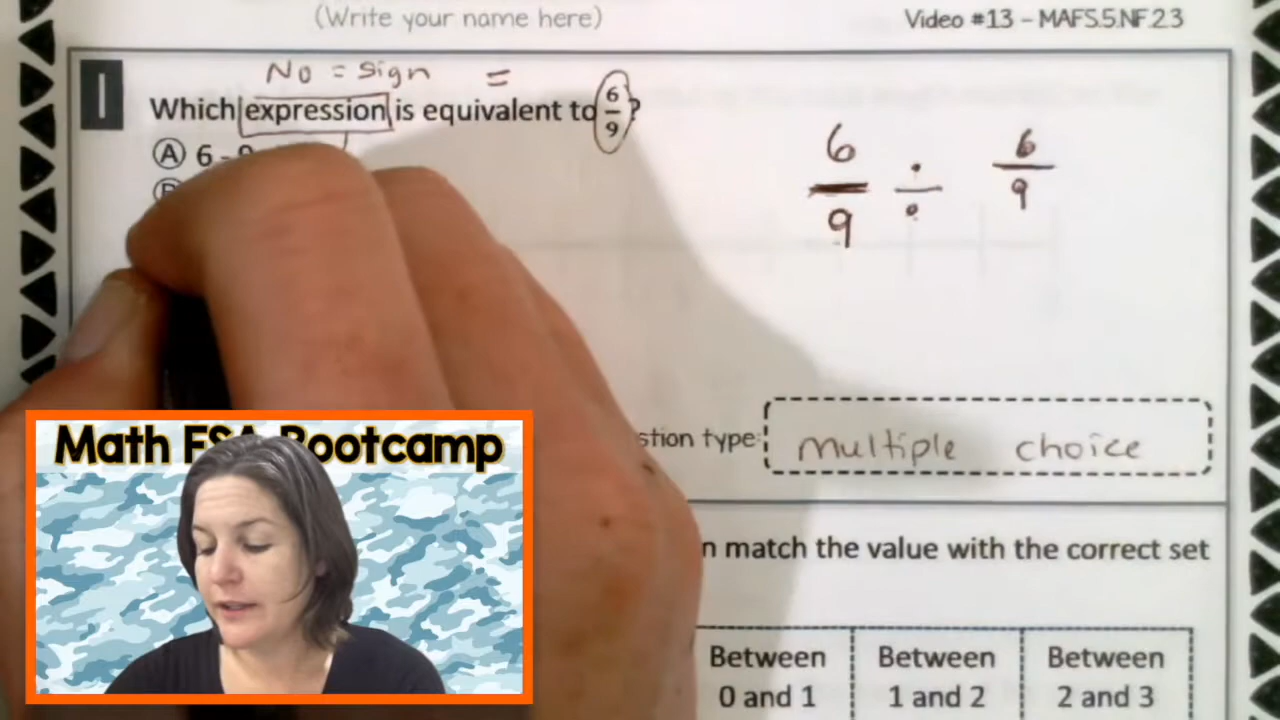 (Write your name here)
Video #13 – MAFS.5.NF.2.3
1
No = Sign =
Which expression is equivalent to 6/9?
A 6 - 9
6/9 ÷ 6/9
stion type: multiple choice
n match the value with the correct set
Between 0 and 1
Between 1 and 2
Between 2 and 3
Math FSA Bootcamp